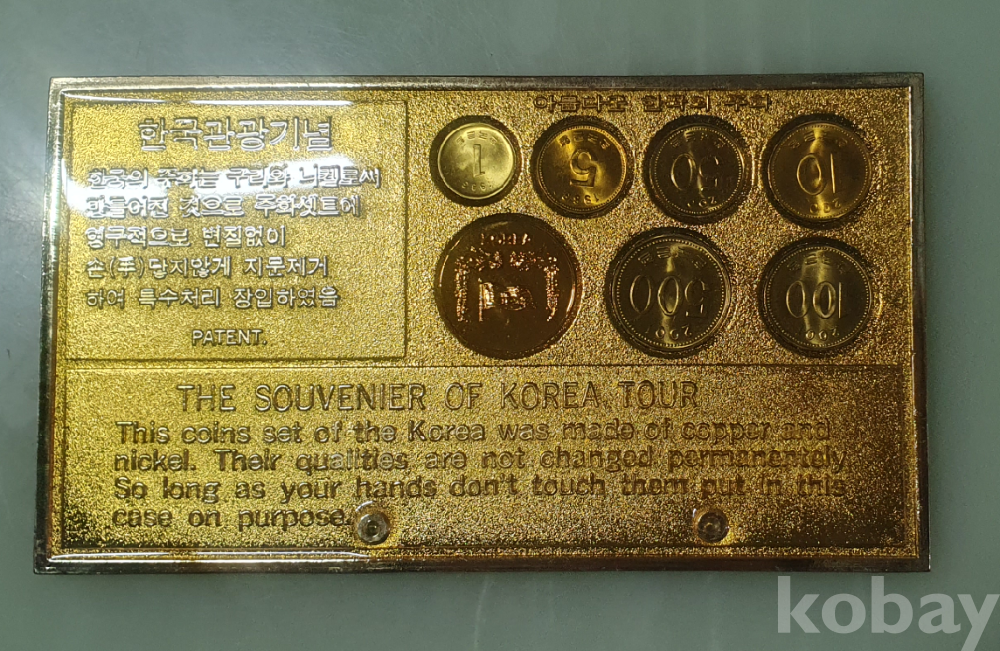 한국관광기념
한국의 주화는 구리와 니켈로써
만들어진 것으로 주화셋트에
영구적으로 변질없이
손(手)닿지않게 지문제거
하여 특수처리 장입하였음
PATENT.
아름다운 한국의 주화
1
5
50
10
500
100
THE SOUVENIER OF KOREA TOUR
This coins set of the Korea was made of copper and
nickel. Their qualities are not changed permanentely
So long as your hands don't touch them put in this
case on purpose.
kobay